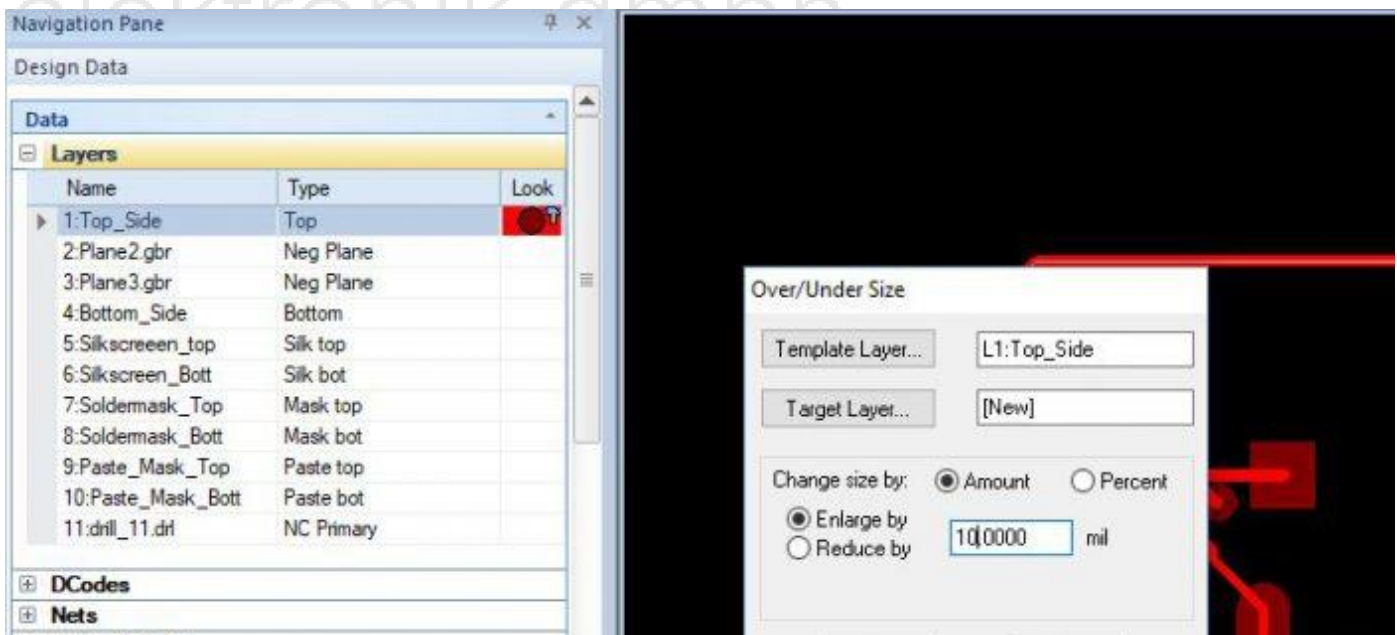 elektronik gmbh
Navigation Pane
Design Data
Data
Layers
Name Type Look
1:Top_Side Top
2:Plane2.gbr Neg Plane
3:Plane3.gbr Neg Plane
4:Bottom_Side Bottom
5:Silkscreeen_top Silk top
6:Silkscreen_Bott Silk bot
7:Soldermask_Top Mask top
8:Soldermask_Bott Mask bot
9:Paste_Mask_Top Paste top
10:Paste_Mask_Bott Paste bot
11:drill_11.drl NC Primary
DCodes
Nets
Over/Under Size
Template Layer... L1:Top_Side
Target Layer... [New]
Change size by: Amount Percent
Enlarge by
Reduce by
10.0000 mil